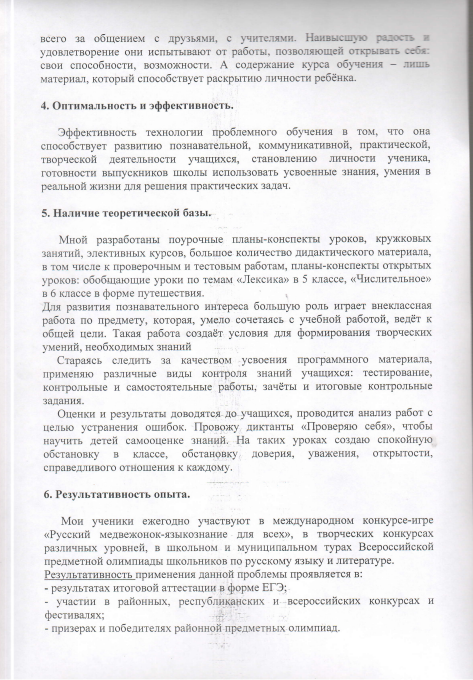 всего за общением с друзьями, с учителями. Наивысшую радость и
удовлетворение они испытывают от работы, позволяющей открывать себя:
свои способности, возможности. А содержание курса обучения – лишь
материал, который способствует раскрытию личности ребёнка.
4. Оптимальность и эффективность.
Эффективность технологии проблемного обучения в том, что она
способствует развитию познавательной, коммуникативной, практической,
творческой деятельности учащихся, становлению личности ученика,
готовности выпускников школы использовать усвоенные знания, умения в
реальной жизни для решения практических задач.
5. Наличие теоретической базы.
Мной разработаны поурочные планы-конспекты уроков, кружковых
занятий, элективных курсов, большое количество дидактического материала,
в том числе к проверочным и тестовым работам, планы-конспекты открытых
уроков: обобщающие уроки по темам «Лексика» в 5 классе, «Числительное»
в 6 классе в форме путешествия.
Для развития познавательного интереса большую роль играет внеклассная
работа по предмету, которая, умело сочетаясь с учебной работой, ведёт к
общей цели. Такая работа создаёт условия для формирования творческих
умений, необходимых знаний
Стараясь следить за качеством усвоения программного материала,
применяю различные виды контроля знаний учащихся: тестирование,
контрольные и самостоятельные работы, зачёты и итоговые контрольные
задания.
Оценки и результаты доводятся до учащихся, проводится анализ работ с
целью устранения ошибок. Провожу диктанты «Проверяю себя», чтобы
научить детей самооценке знаний. На таких уроках создаю спокойную
обстановку в классе, обстановку доверия, уважения, открытости,
справедливого отношения к каждому.
6. Результативность опыта.
Мои ученики ежегодно участвуют в международном конкурсе-игре
«Русский медвежонок-языкознание для всех», в творческих конкурсах
различных уровней, в школьном и муниципальном турах Всероссийской
предметной олимпиады школьников по русскому языку и литературе.
Результативность применения данной проблемы проявляется в:
- результатах итоговой аттестации в форме ЕГЭ;
- участии в районных, республиканских и всероссийских конкурсах и
фестивалях;
- призерах и победителях районной предметных олимпиад.